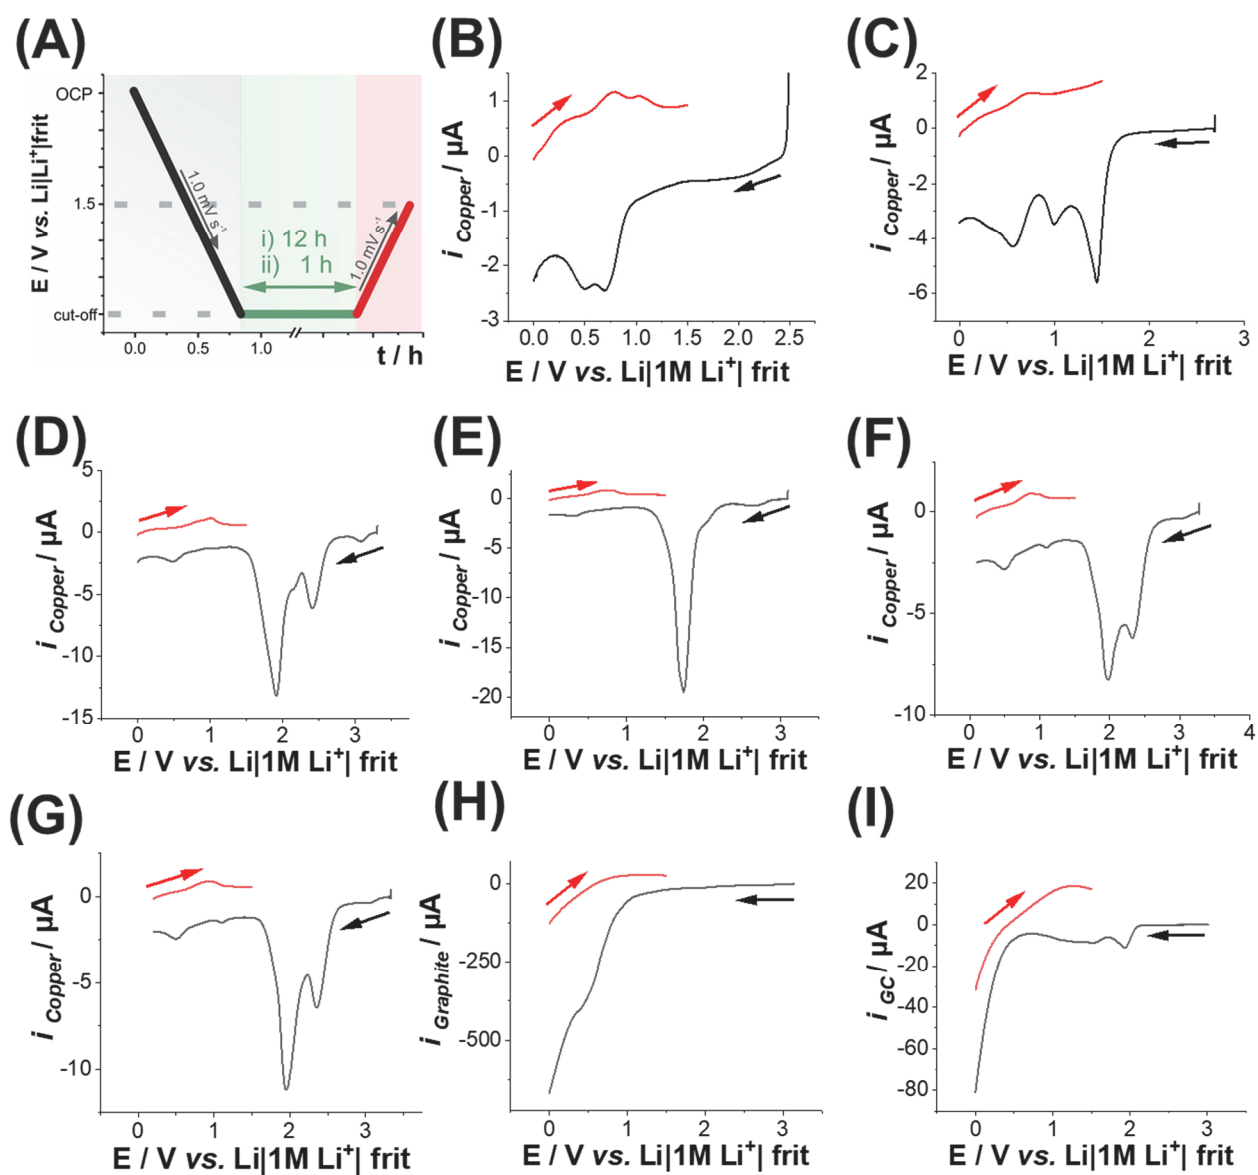 (A)
E / V vs. Li|Li⁺|frit
OCP
1.5
cut-off
1.0 mV s⁻¹
i) 12 h
ii) 1 h
1.0 mV s⁻¹
0.0 0.5 1.0
t / h
(B)
i Copper / µA
1
0
-1
-2
-3
0.0 0.5 1.0 1.5 2.0 2.5
E / V vs. Li|1M Li⁺| frit
(C)
i Copper / µA
2
0
-2
-4
-6
0 1 2 3
E / V vs. Li|1M Li⁺| frit
(D)
i Copper / µA
5
0
-5
-10
-15
0 1 2 3
E / V vs. Li|1M Li⁺| frit
(E)
i Copper / µA
0
-5
-10
-15
-20
0 1 2 3
E / V vs. Li|1M Li⁺| frit
(F)
i Copper / µA
0
-5
-10
0 1 2 3 4
E / V vs. Li|1M Li⁺| frit
(G)
i Copper / µA
0
-5
-10
0 1 2 3
E / V vs. Li|1M Li⁺| frit
(H)
i Graphite / µA
0
-250
-500
0 1 2 3
E / V vs. Li|1M Li⁺| frit
(I)
i GC / µA
20
0
-20
-40
-60
-80
0 1 2 3
E / V vs. Li|1M Li⁺| frit